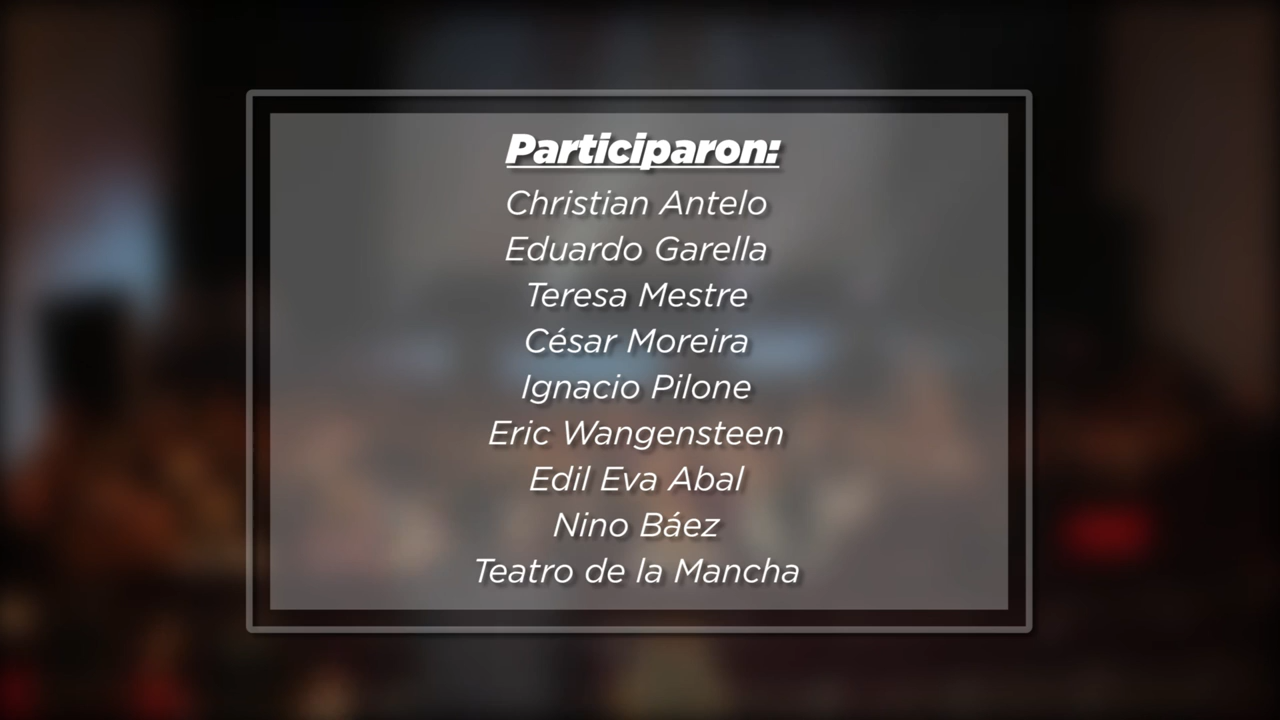 Participaron:
Christian Antelo
Eduardo Garella
Teresa Mestre
César Moreira
Ignacio Pilone
Eric Wangensteen
Edil Eva Abal
Nino Báez
Teatro de la Mancha